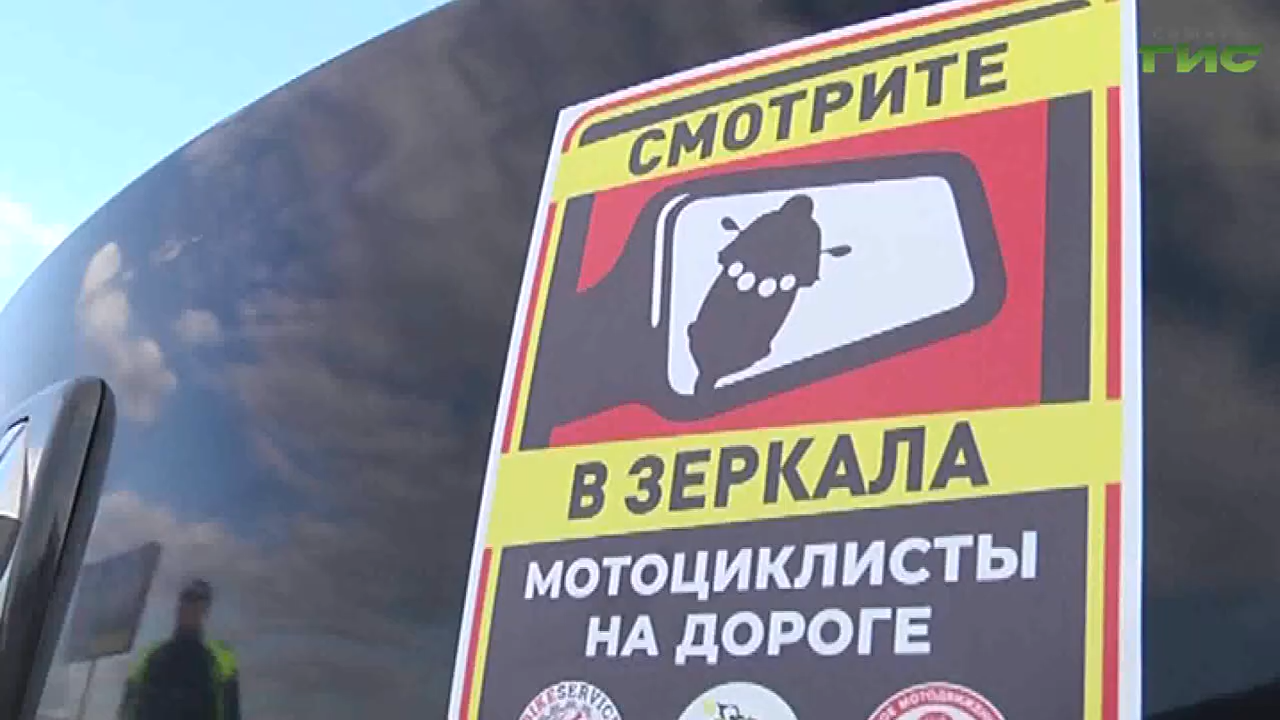 ГИС
СМОТРИТЕ
В ЗЕРКАЛА
МОТОЦИКЛИСТЫ
НА ДОРОГЕ